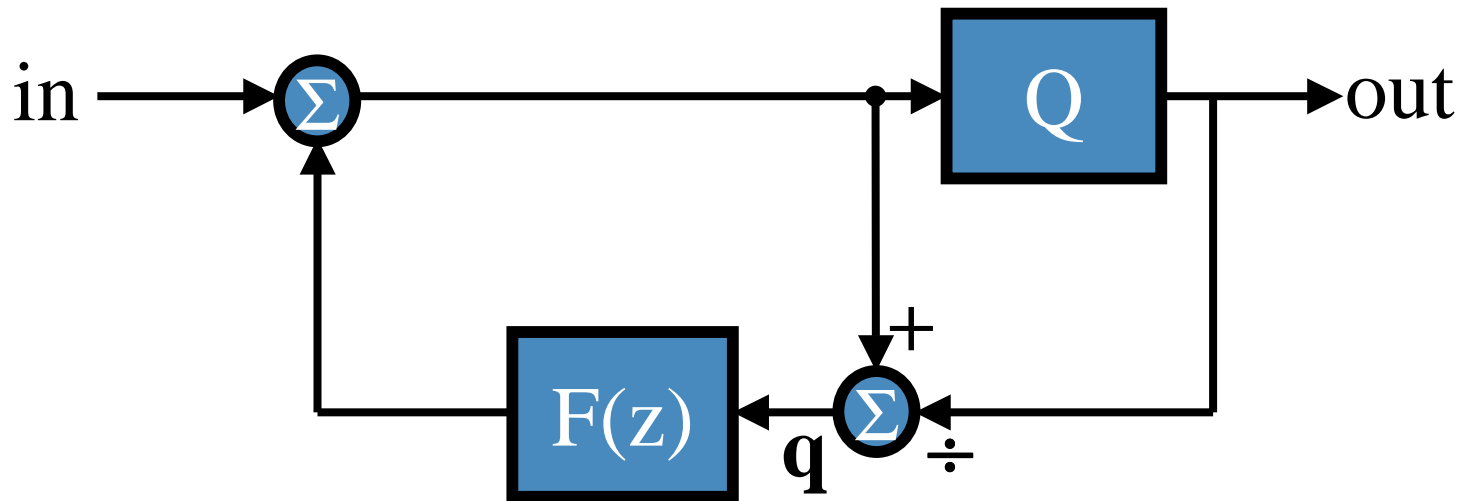 in
Σ
Q
out
+
F(z)
q
Σ
÷